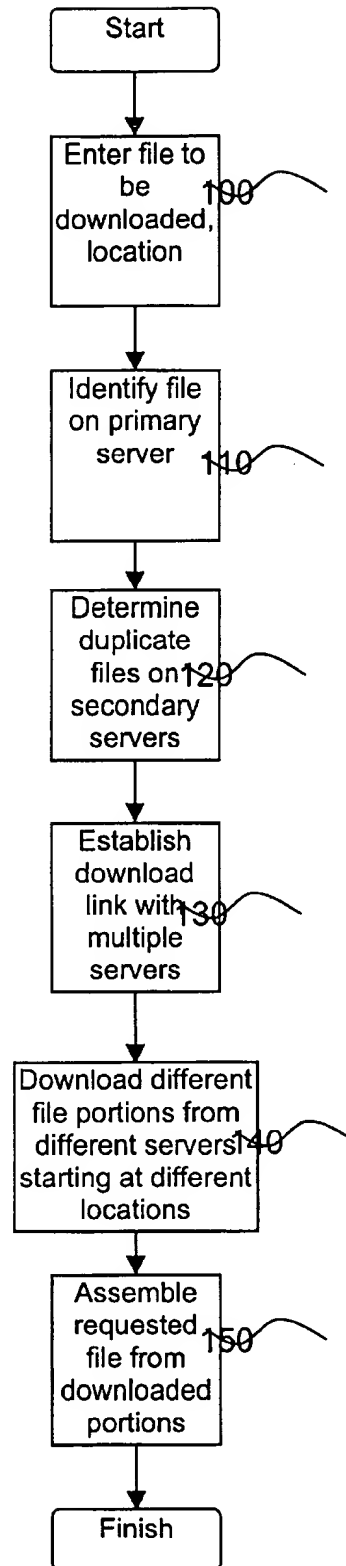 Start
Enter file to
be
downloaded,
location
100
Identify file
on primary
server
110
Determine
duplicate
files on
secondary
servers
120
Establish
download
link with
multiple
servers
130
Download different
file portions from
different servers
starting at different
locations
140
Assemble
requested
file from
downloaded
portions
150
Finish